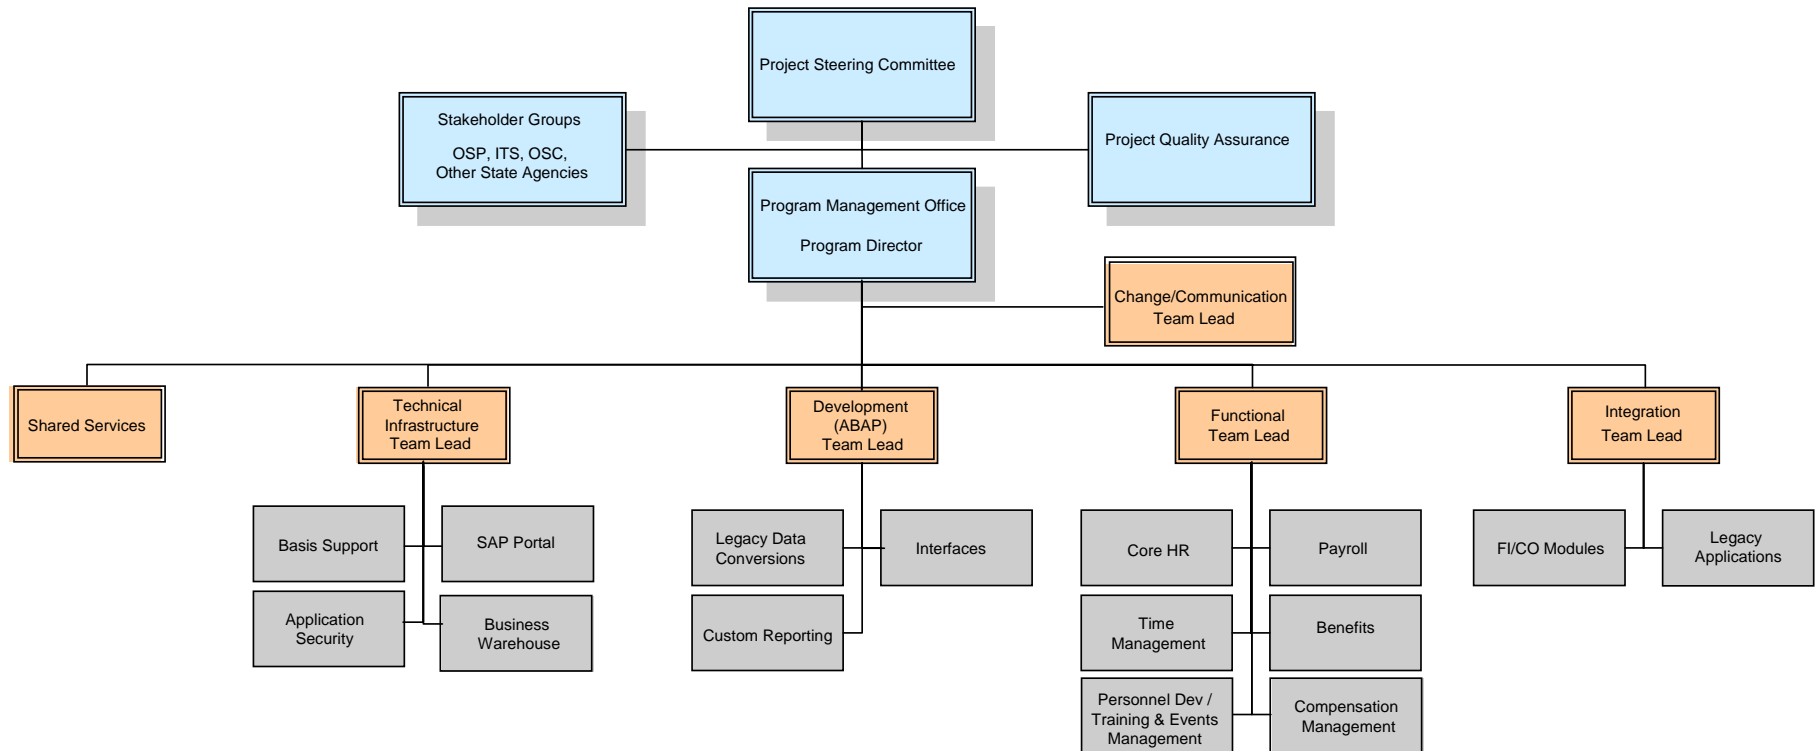 Project Steering Committee
Stakeholder Groups
OSP, ITS, OSC,
Other State Agencies
Project Quality Assurance
Program Management Office
Program Director
Change/Communication
Team Lead
Shared Services
Technical
Infrastructure
Team Lead
Development
(ABAP)
Team Lead
Functional
Team Lead
Integration
Team Lead
Basis Support
SAP Portal
Application
Security
Business
Warehouse
Legacy Data
Conversions
Interfaces
Custom Reporting
Core HR
Payroll
Time
Management
Benefits
Personnel Dev /
Training & Events
Management
Compensation
Management
FI/CO Modules
Legacy
Applications